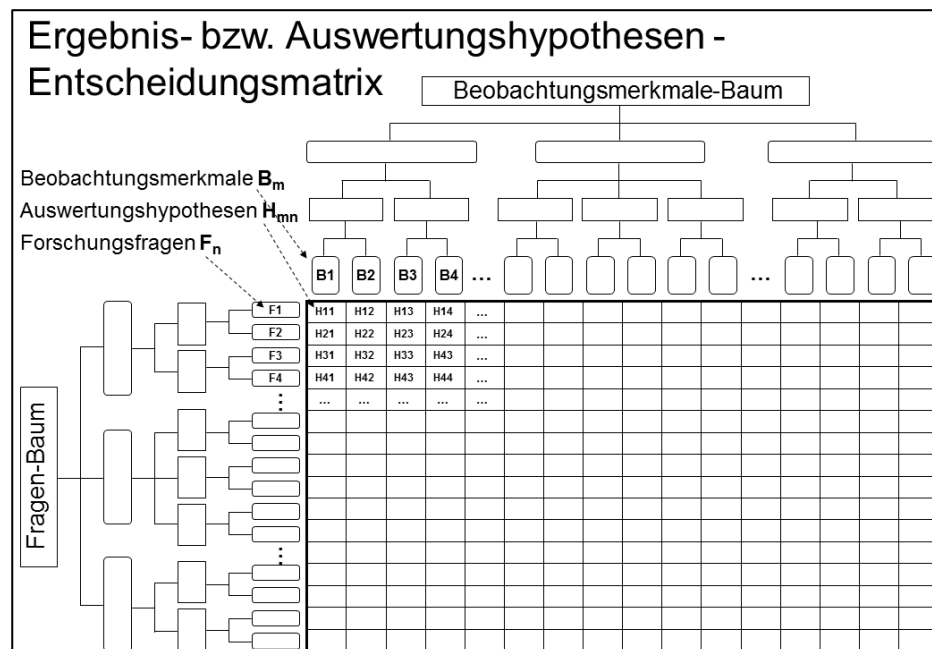 Ergebnis- bzw. Auswertungshypothesen -
Entscheidungsmatrix
Beobachtungsmerkmale-Baum
Beobachtungsmerkmale Bm
Auswertungshypothesen Hmn
Forschungsfragen Fn
B1 B2 B3 B4 ... ...
Fragen-Baum
F1 H11 H12 H13 H14 ...
F2 H21 H22 H23 H24 ...
F3 H31 H32 H33 H43 ...
F4 H41 H42 H43 H44 ...
⋮ ... ... ... ... ...
⋮